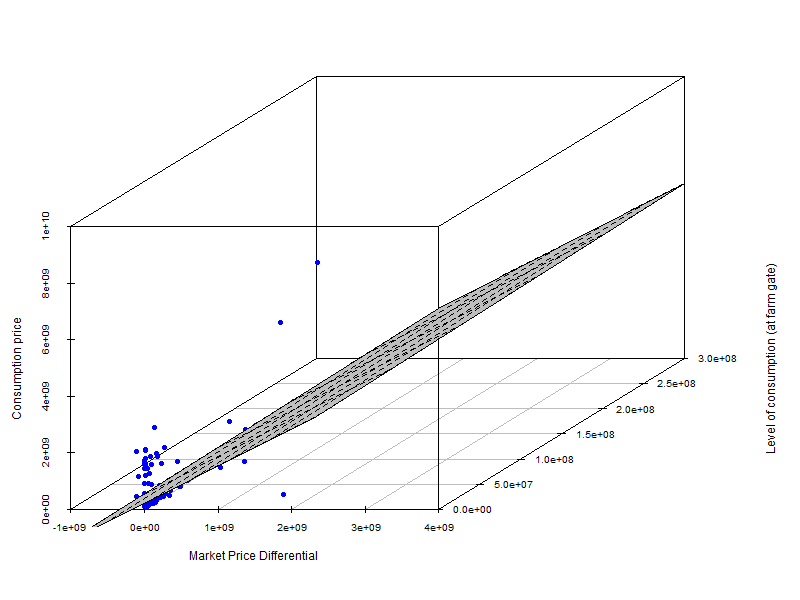 Consumption price
0e+00
2e+09
4e+09
6e+09
8e+09
1e+10
-1e+09
0e+00
1e+09
2e+09
3e+09
4e+09
Market Price Differential
0.0e+00
5.0e+07
1.0e+08
1.5e+08
2.0e+08
2.5e+08
3.0e+08
Level of consumption (at farm gate)